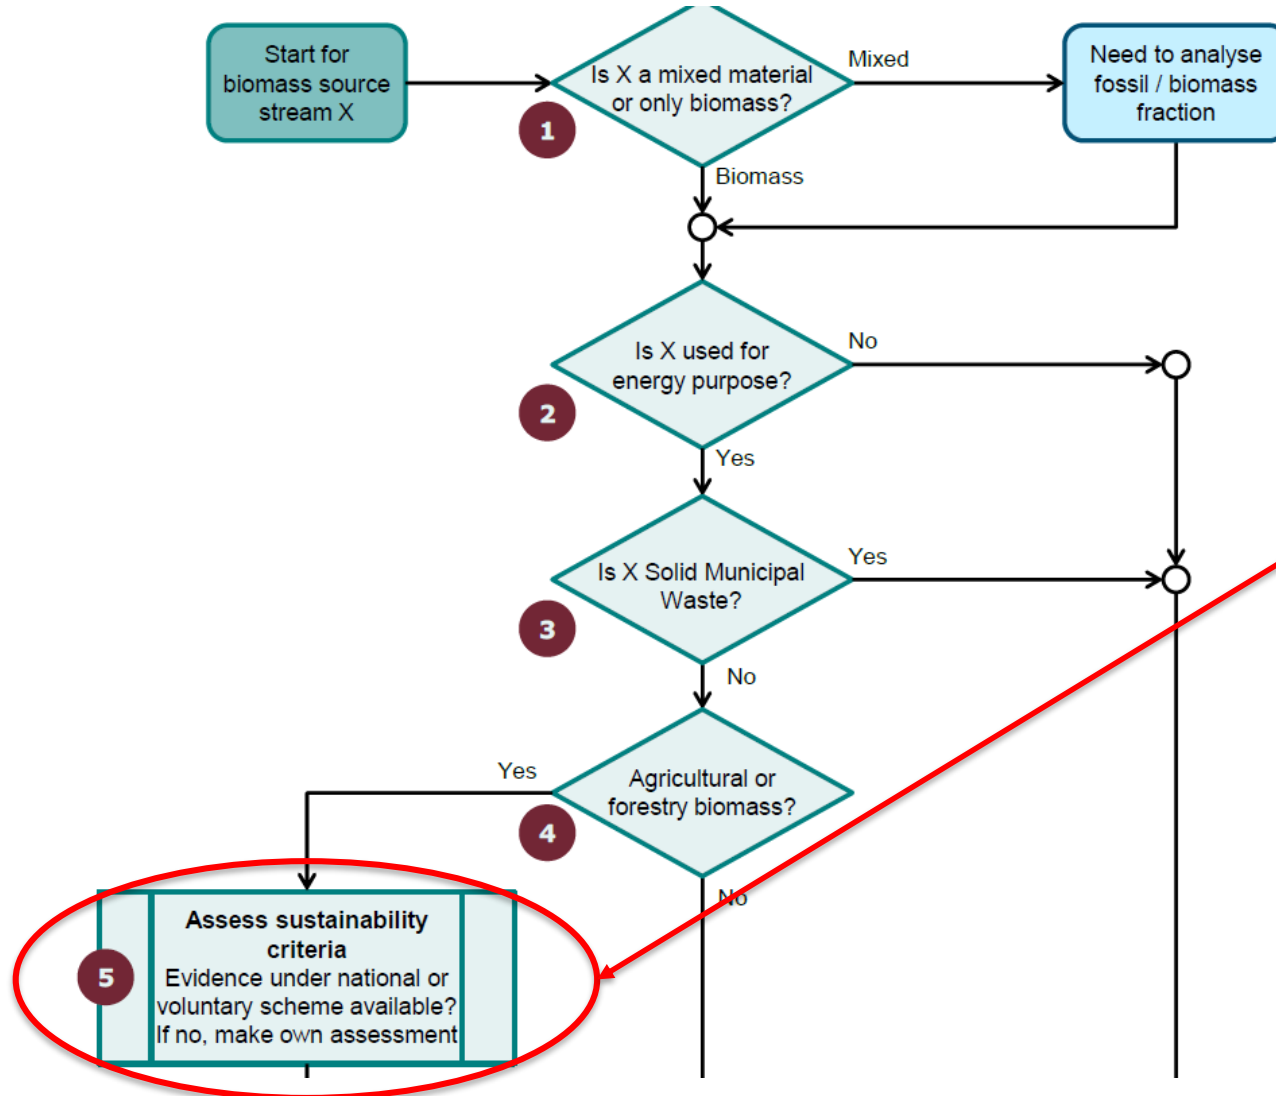 Start for
biomass source
stream X
Is X a mixed material
or only biomass?
Mixed
Need to analyse
fossil / biomass
fraction
1
Biomass
Is X used for
energy purpose?
No
2
Yes
Is X Solid Municipal
Waste?
Yes
3
No
Yes
Agricultural or
forestry biomass?
4
No
Assess sustainability
criteria
Evidence under national or
voluntary scheme available?
If no, make own assessment
5